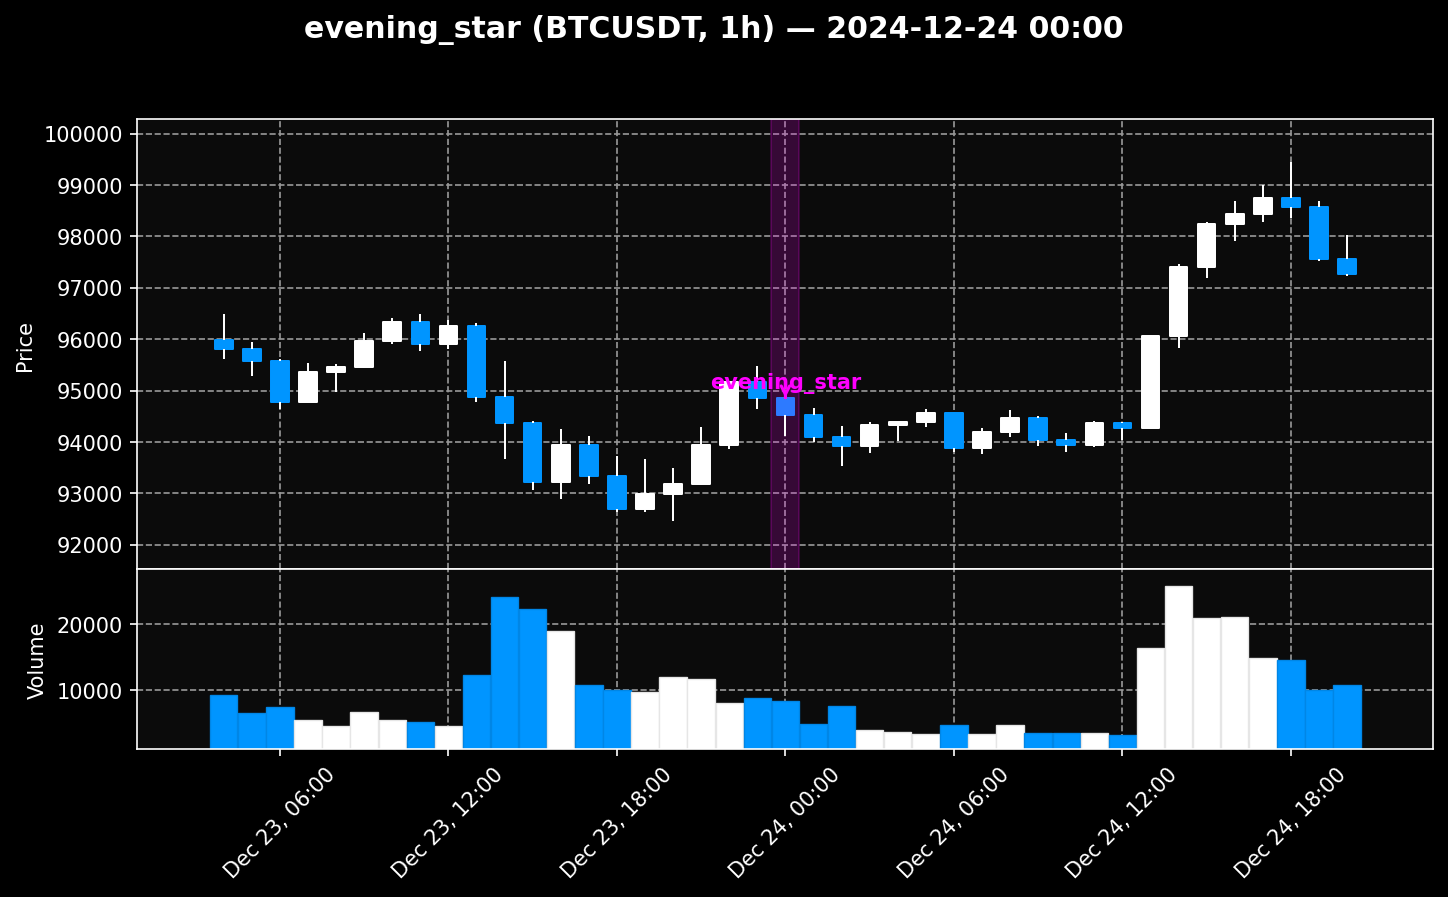 evening_star (BTCUSDT, 1h) — 2024-12-24 00:00
100000
99000
98000
97000
96000
95000
94000
93000
92000
Price
evening_star
20000
10000
Volume
Dec 23, 06:00
Dec 23, 12:00
Dec 23, 18:00
Dec 24, 00:00
Dec 24, 06:00
Dec 24, 12:00
Dec 24, 18:00